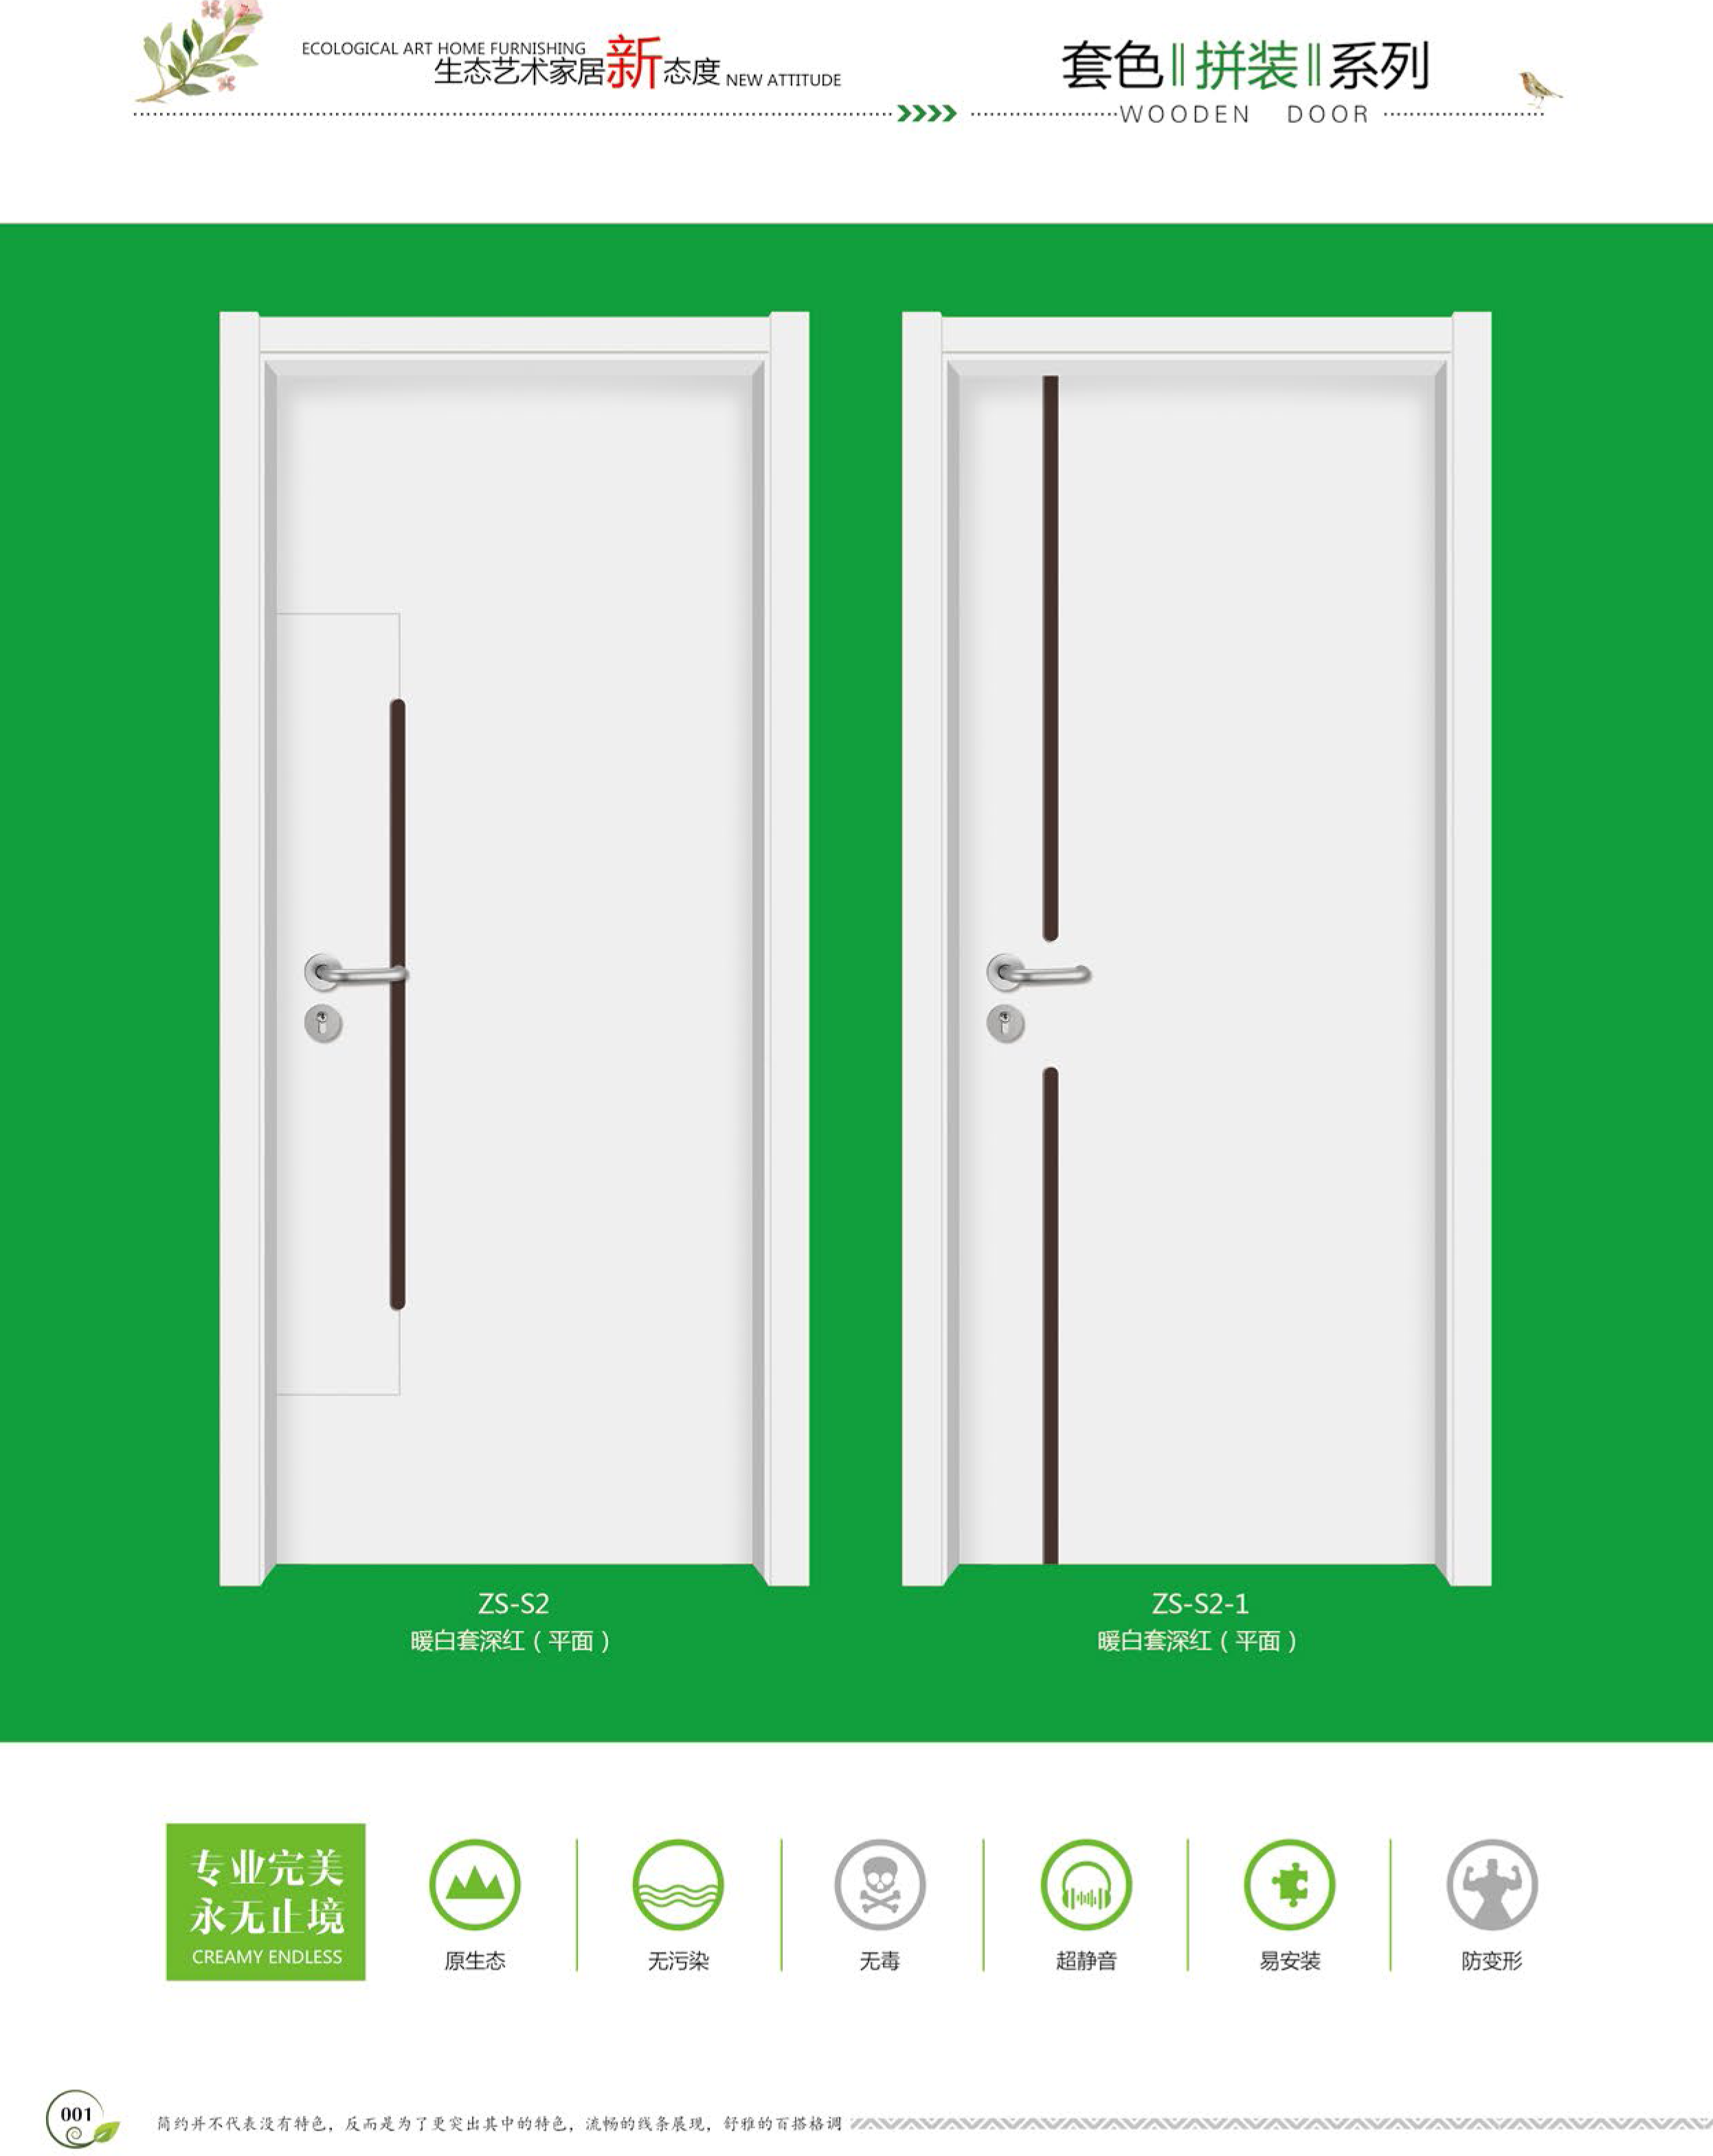 ECOLOGICAL ART HOME FURNISHING
生态艺术家居新态度 NEW ATTITUDE
套色‖拼装‖系列
WOODEN DOOR
ZS-S2
暖白套深红（平面）
ZS-S2-1
暖白套深红（平面）
专业完美
永无止境
CREAMY ENDLESS
原生态
无污染
无毒
超静音
易安装
防变形
001
简约并不代表没有特色，反而是为了更突出其中的特色，流畅的线条展现，舒雅的百搭格调